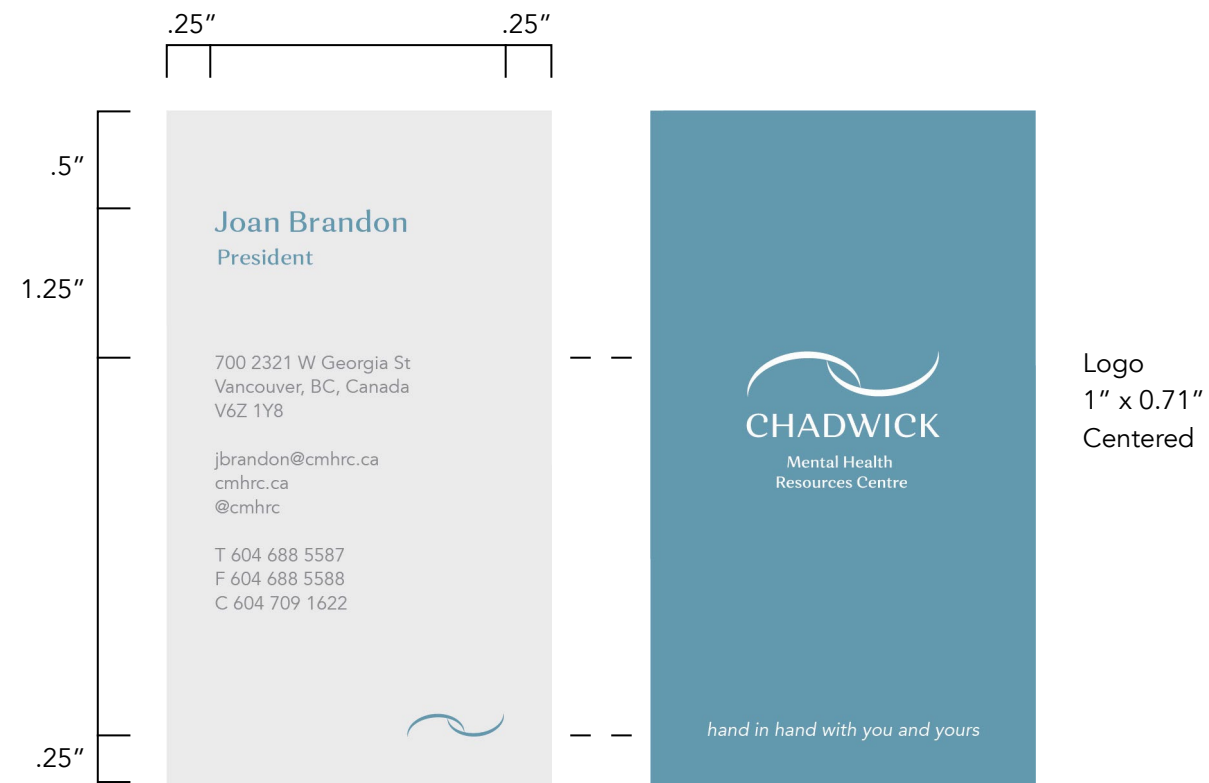 .25″ .25″
.5″
1.25″
.25″
Joan Brandon
President
700 2321 W Georgia St
Vancouver, BC, Canada
V6Z 1Y8
jbrandon@cmhrc.ca
cmhrc.ca
@cmhrc
T 604 688 5587
F 604 688 5588
C 604 709 1622
CHADWICK
Mental Health
Resources Centre
hand in hand with you and yours
Logo
1″ x 0.71″
Centered